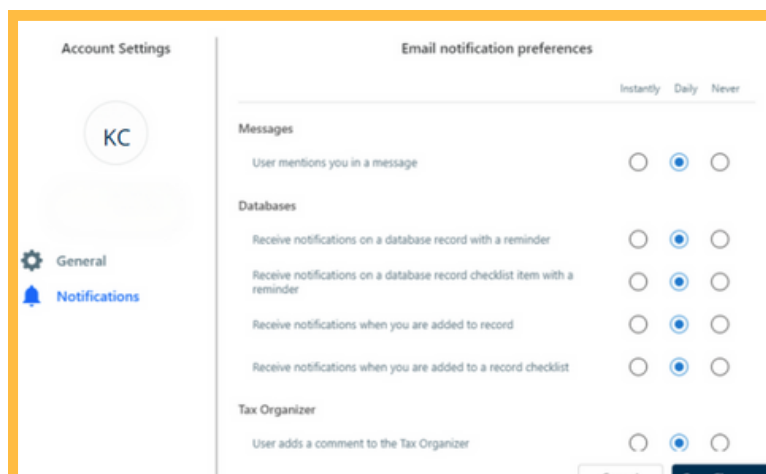 Account Settings
Email notification preferences
Instantly Daily Never
KC
Messages
User mentions you in a message
Databases
Receive notifications on a database record with a reminder
Receive notifications on a database record checklist item with a
reminder
General
Notifications
Receive notifications when you are added to record
Receive notifications when you are added to a record checklist
Tax Organizer
User adds a comment to the Tax Organizer